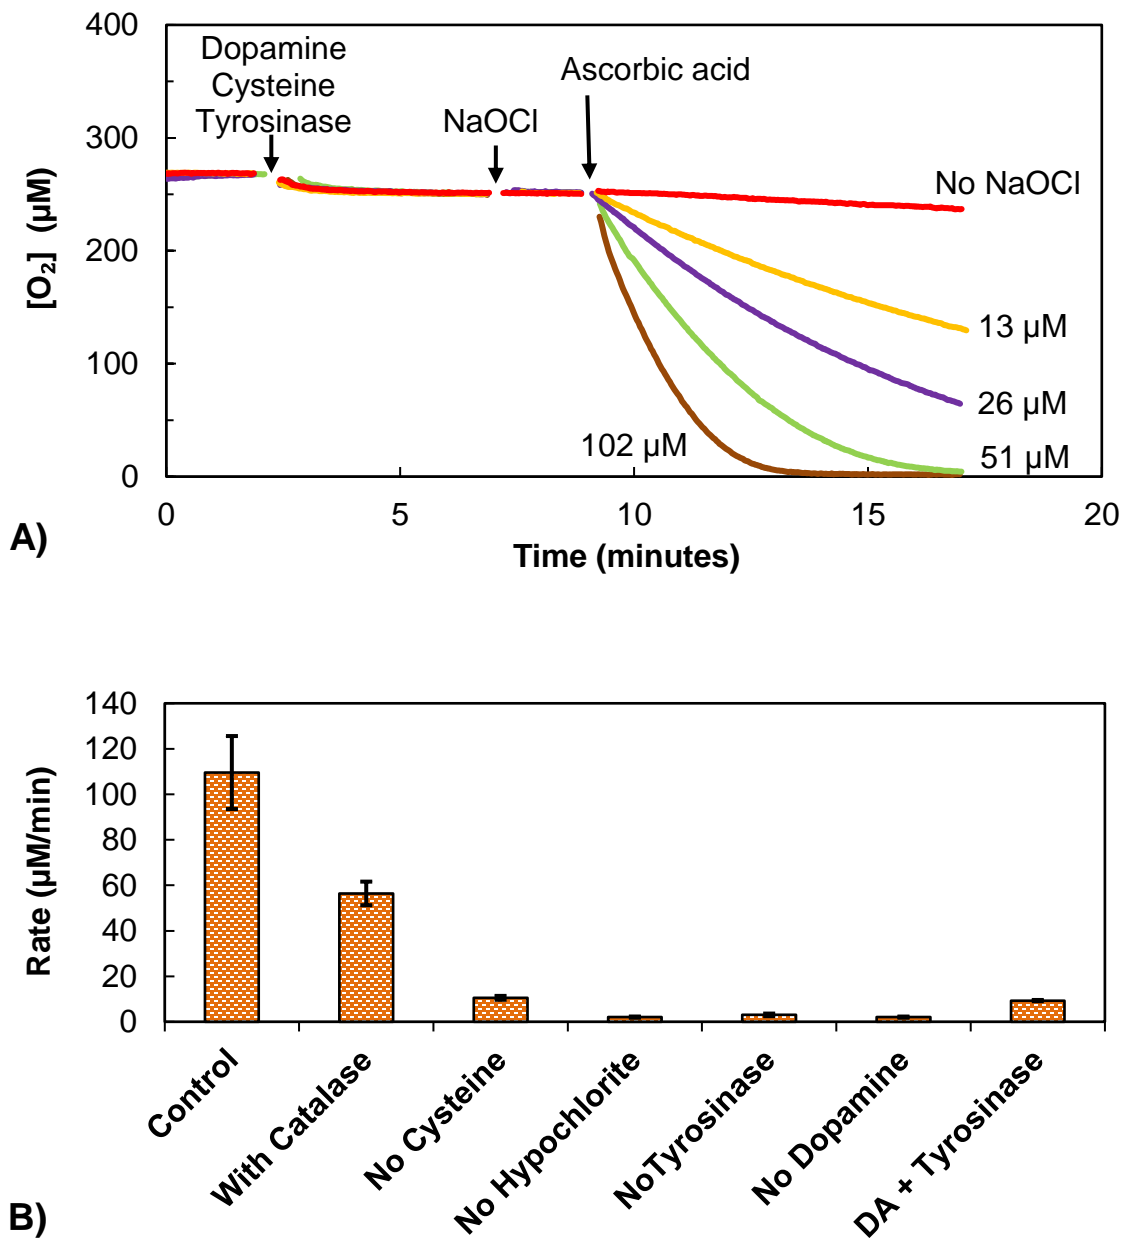 400
300
200
100
0
[O₂] (µM)
Dopamine
Cysteine
Tyrosinase
NaOCl
Ascorbic acid
No NaOCl
13 µM
26 µM
51 µM
102 µM
0 5 10 15 20
Time (minutes)
A)
140
120
100
80
60
40
20
0
Rate (µM/min)
Control
With Catalase
No Cysteine
No Hypochlorite
NoTyrosinase
No Dopamine
DA + Tyrosinase
B)